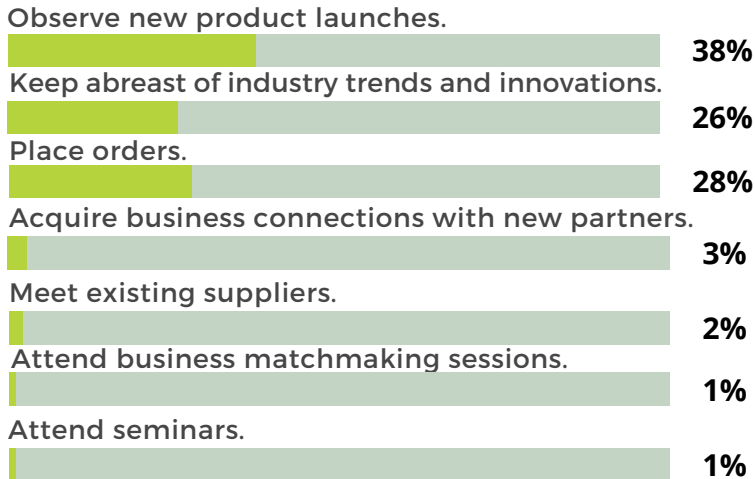 Observe new product launches.
38%
Keep abreast of industry trends and innovations.
26%
Place orders.
28%
Acquire business connections with new partners.
3%
Meet existing suppliers.
2%
Attend business matchmaking sessions.
1%
Attend seminars.
1%